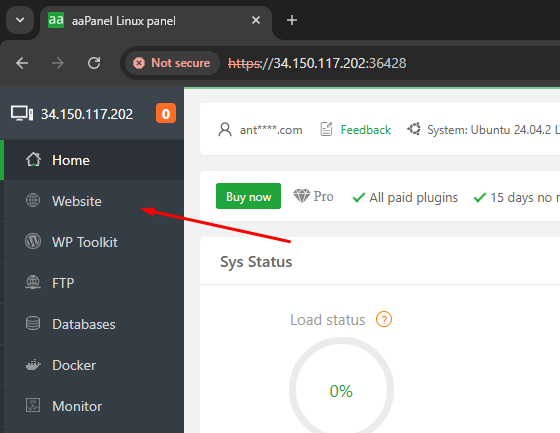 aa aaPanel Linux panel
Not secure https://34.150.117.202:36428
34.150.117.202 0
ant****.com Feedback System: Ubuntu 24.04.2
Home
Buy now Pro All paid plugins 15 days no
Website
WP Toolkit
Sys Status
FTP
Load status ?
Databases
Docker
0%
Monitor